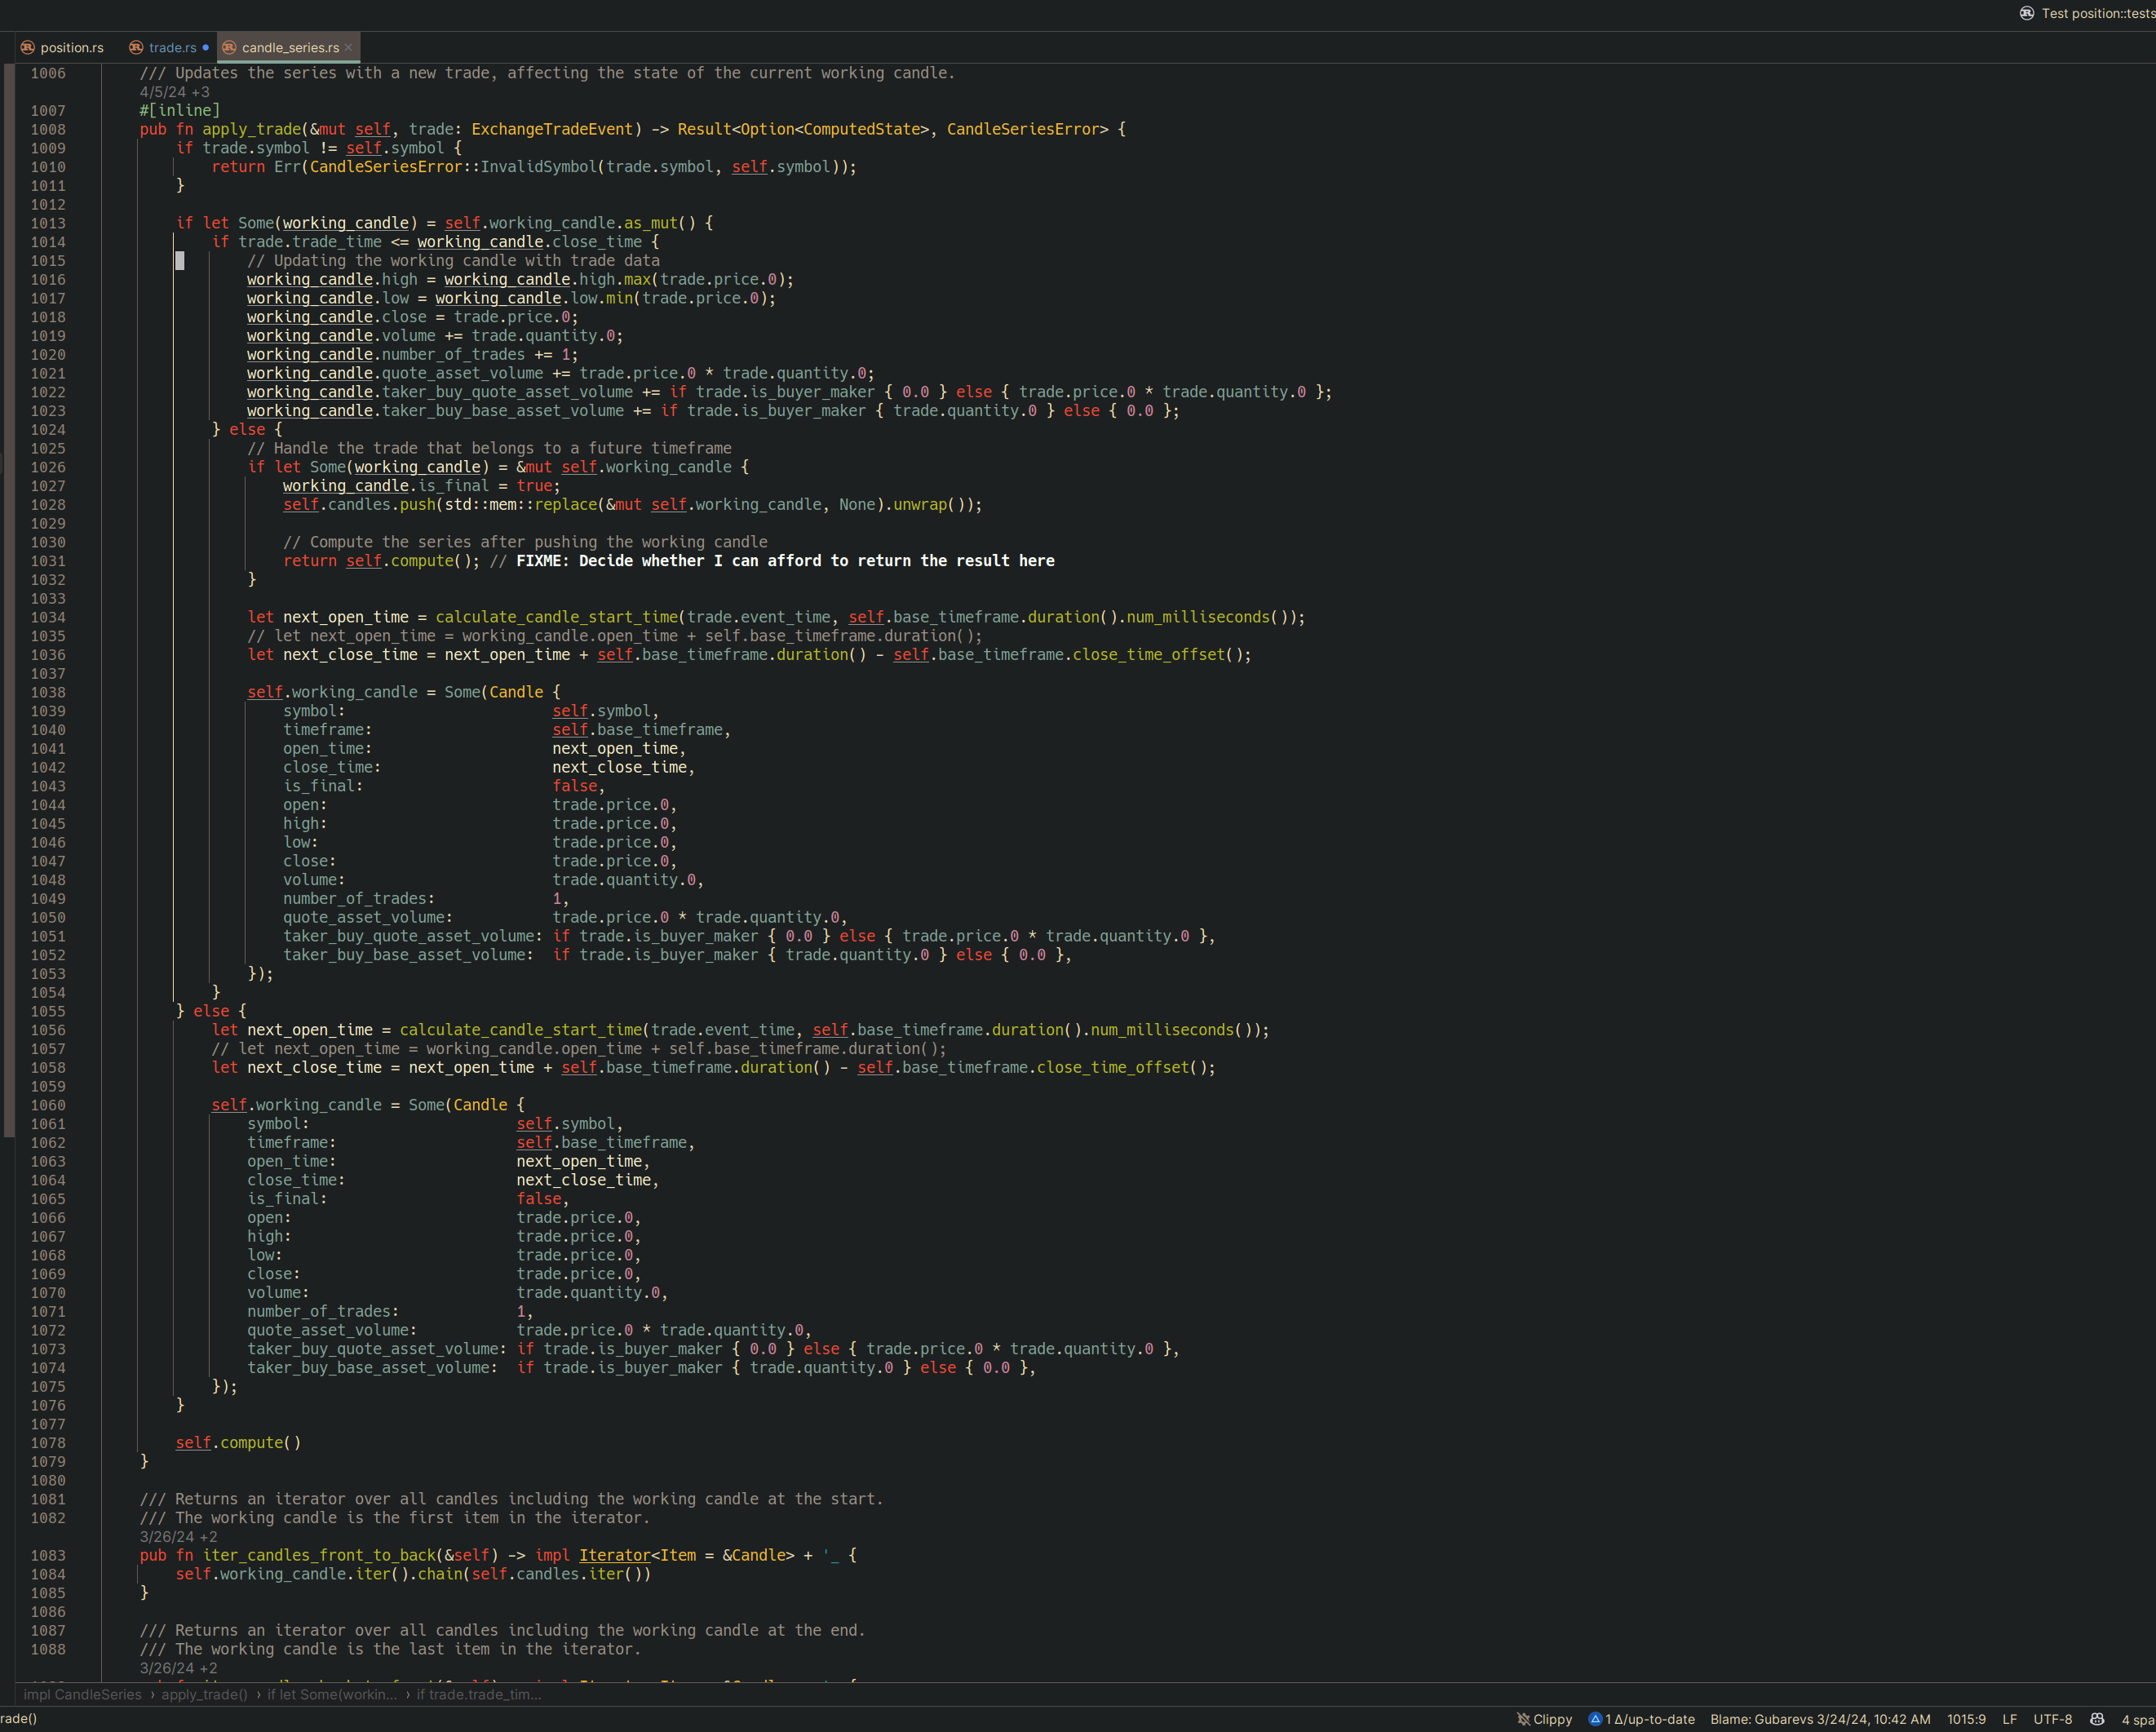 Test position::tests
position.rs trade.rs candle_series.rs
1006 /// Updates the series with a new trade, affecting the state of the current working candle.
4/5/24 +3
1007 #[inline]
1008 pub fn apply_trade(&mut self, trade: ExchangeTradeEvent) -> Result<Option<ComputedState>, CandleSeriesError> {
1009 if trade.symbol != self.symbol {
1010 return Err(CandleSeriesError::InvalidSymbol(trade.symbol, self.symbol));
1011 }
1012
1013 if let Some(working_candle) = self.working_candle.as_mut() {
1014 if trade.trade_time <= working_candle.close_time {
1015 // Updating the working candle with trade data
1016 working_candle.high = working_candle.high.max(trade.price.0);
1017 working_candle.low = working_candle.low.min(trade.price.0);
1018 working_candle.close = trade.price.0;
1019 working_candle.volume += trade.quantity.0;
1020 working_candle.number_of_trades += 1;
1021 working_candle.quote_asset_volume += trade.price.0 * trade.quantity.0;
1022 working_candle.taker_buy_quote_asset_volume += if trade.is_buyer_maker { 0.0 } else { trade.price.0 * trade.quantity.0 };
1023 working_candle.taker_buy_base_asset_volume += if trade.is_buyer_maker { trade.quantity.0 } else { 0.0 };
1024 } else {
1025 // Handle the trade that belongs to a future timeframe
1026 if let Some(working_candle) = &mut self.working_candle {
1027 working_candle.is_final = true;
1028 self.candles.push(std::mem::replace(&mut self.working_candle, None).unwrap());
1029
1030 // Compute the series after pushing the working candle
1031 return self.compute(); // FIXME: Decide whether I can afford to return the result here
1032 }
1033
1034 let next_open_time = calculate_candle_start_time(trade.event_time, self.base_timeframe.duration().num_milliseconds());
1035 // let next_open_time = working_candle.open_time + self.base_timeframe.duration();
1036 let next_close_time = next_open_time + self.base_timeframe.duration() - self.base_timeframe.close_time_offset();
1037
1038 self.working_candle = Some(Candle {
1039 symbol: self.symbol,
1040 timeframe: self.base_timeframe,
1041 open_time: next_open_time,
1042 close_time: next_close_time,
1043 is_final: false,
1044 open: trade.price.0,
1045 high: trade.price.0,
1046 low: trade.price.0,
1047 close: trade.price.0,
1048 volume: trade.quantity.0,
1049 number_of_trades: 1,
1050 quote_asset_volume: trade.price.0 * trade.quantity.0,
1051 taker_buy_quote_asset_volume: if trade.is_buyer_maker { 0.0 } else { trade.price.0 * trade.quantity.0 },
1052 taker_buy_base_asset_volume: if trade.is_buyer_maker { trade.quantity.0 } else { 0.0 },
1053 });
1054 }
1055 } else {
1056 let next_open_time = calculate_candle_start_time(trade.event_time, self.base_timeframe.duration().num_milliseconds());
1057 // let next_open_time = working_candle.open_time + self.base_timeframe.duration();
1058 let next_close_time = next_open_time + self.base_timeframe.duration() - self.base_timeframe.close_time_offset();
1059
1060 self.working_candle = Some(Candle {
1061 symbol: self.symbol,
1062 timeframe: self.base_timeframe,
1063 open_time: next_open_time,
1064 close_time: next_close_time,
1065 is_final: false,
1066 open: trade.price.0,
1067 high: trade.price.0,
1068 low: trade.price.0,
1069 close: trade.price.0,
1070 volume: trade.quantity.0,
1071 number_of_trades: 1,
1072 quote_asset_volume: trade.price.0 * trade.quantity.0,
1073 taker_buy_quote_asset_volume: if trade.is_buyer_maker { 0.0 } else { trade.price.0 * trade.quantity.0 },
1074 taker_buy_base_asset_volume: if trade.is_buyer_maker { trade.quantity.0 } else { 0.0 },
1075 });
1076 }
1077
1078 self.compute()
1079 }
1080
1081 /// Returns an iterator over all candles including the working candle at the start.
1082 /// The working candle is the first item in the iterator.
3/26/24 +2
1083 pub fn iter_candles_front_to_back(&self) -> impl Iterator<Item = &Candle> + '_ {
1084 self.working_candle.iter().chain(self.candles.iter())
1085 }
1086
1087 /// Returns an iterator over all candles including the working candle at the end.
1088 /// The working candle is the last item in the iterator.
3/26/24 +2
impl CandleSeries › apply_trade() › if let Some(workin... › if trade.trade_tim...
rade() Clippy 1 Δ/up-to-date Blame: Gubarevs 3/24/24, 10:42 AM 1015:9 LF UTF-8 4 spa